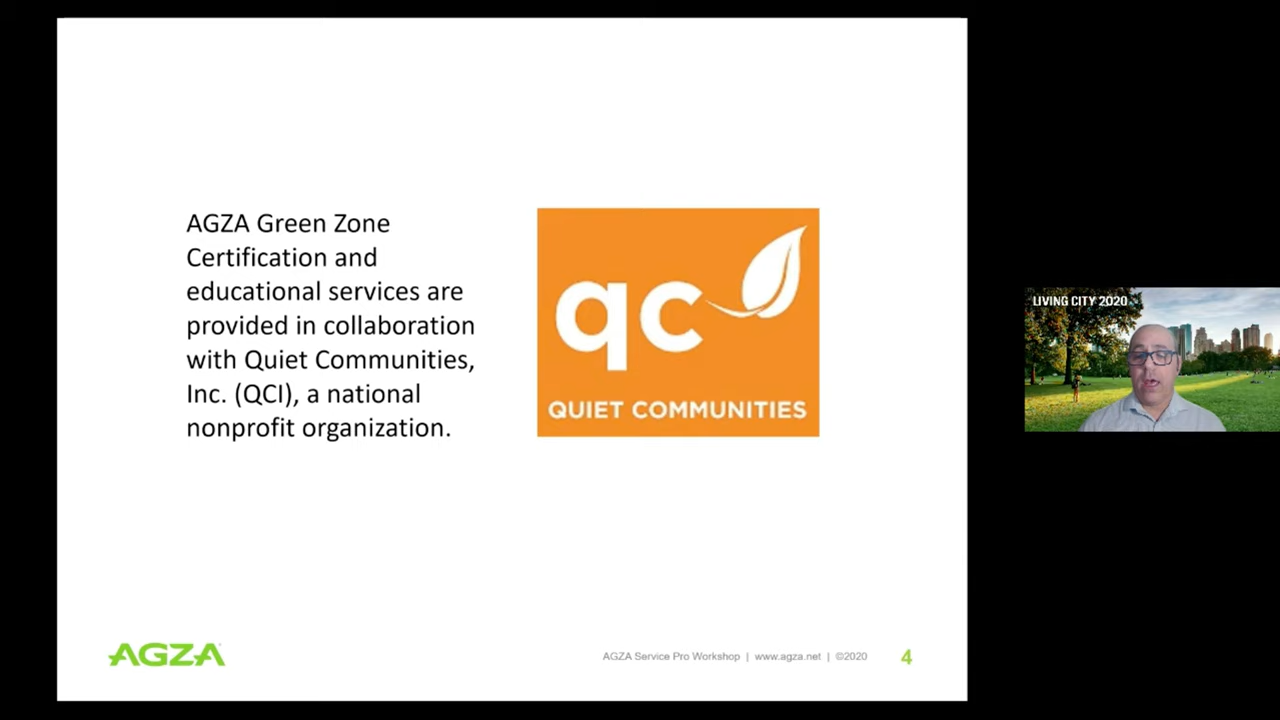 AGZA Green Zone
Certification and
educational services are
provided in collaboration
with Quiet Communities,
Inc. (QCI), a national
nonprofit organization.
qc
QUIET COMMUNITIES
LIVING CITY 2020
AGZA
AGZA Service Pro Workshop | www.agza.net | ©2020
4